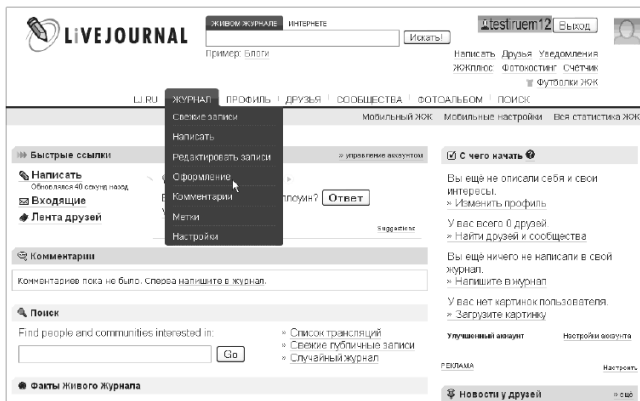 LiVEJOURNAL
ЖИВОМ ЖУРНАЛЕ ИНТЕРНЕТЕ
Искать!
Пример: Блоги
testiruem12 Выход
Написать Друзья Уведомления
ЖЖплюс Фотохостинг Счётчик
Футболки ЖЖ
LJ.RU ЖУРНАЛ ПРОФИЛЬ ДРУЗЬЯ СООБЩЕСТВА ФОТОАЛЬБОМ ПОИСК
Мобильный ЖЖ Мобильные настройки Вся статистика ЖЖ
Свежие записи
Написать
Редактировать записи
Оформление
Комментарии
Метки
Настройки
Быстрые ссылки
» управление аккаунтом
Написать
Обновлялся 40 секунд назад
Входящие
Лента друзей
ллоуин? Ответ
Suggestions
Комментарии
Комментариев пока не было. Сперва напишите в журнал.
Поиск
Find people and communities interested in:
Go
» Список трансляций
» Свежие публичные записи
» Случайный журнал
Факты Живого Журнала
С чего начать
Вы ещё не описали себя и свои
интересы.
» Изменить профиль
У вас всего 0 друзей.
» Найти друзей и сообщества
Вы ещё ничего не написали в свой
журнал.
» Напишите в журнал
У вас нет картинок пользователя.
» Загрузите картинку
Улучшенный аккаунт Настройки аккаунта
РЕКЛАМА Настроить
Новости у друзей » ещё